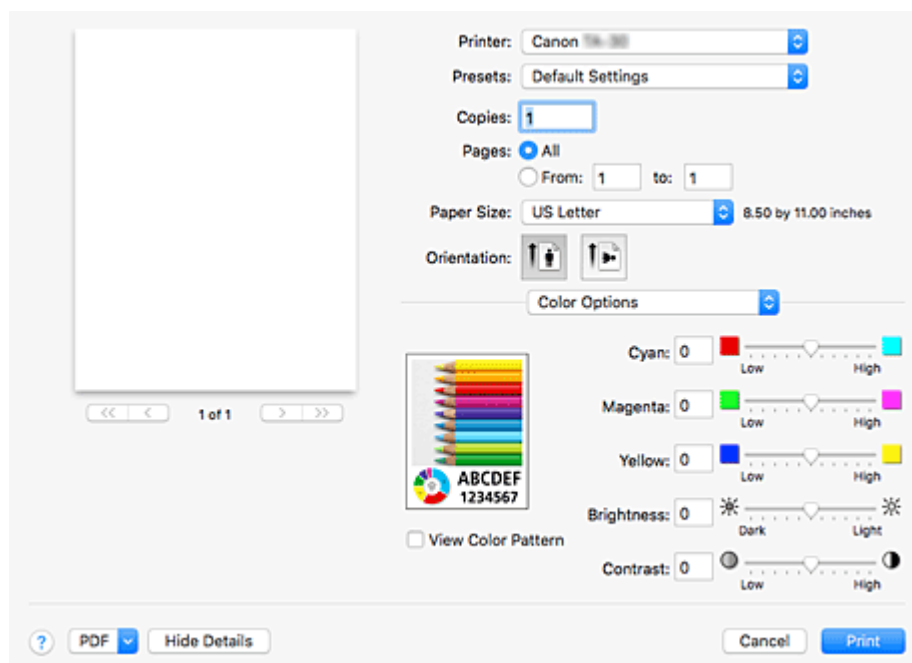 Printer: Canon
Presets: Default Settings
Copies: 1
Pages: All
From: 1 to: 1
Paper Size: US Letter 8.50 by 11.00 inches
Orientation:
Color Options
Cyan: 0
Low High
Magenta: 0
Low High
Yellow: 0
Low High
Brightness: 0
Dark Light
Contrast: 0
Low High
ABCDEF
1234567
View Color Pattern
<< < 1 of 1 > >>
? PDF Hide Details Cancel Print